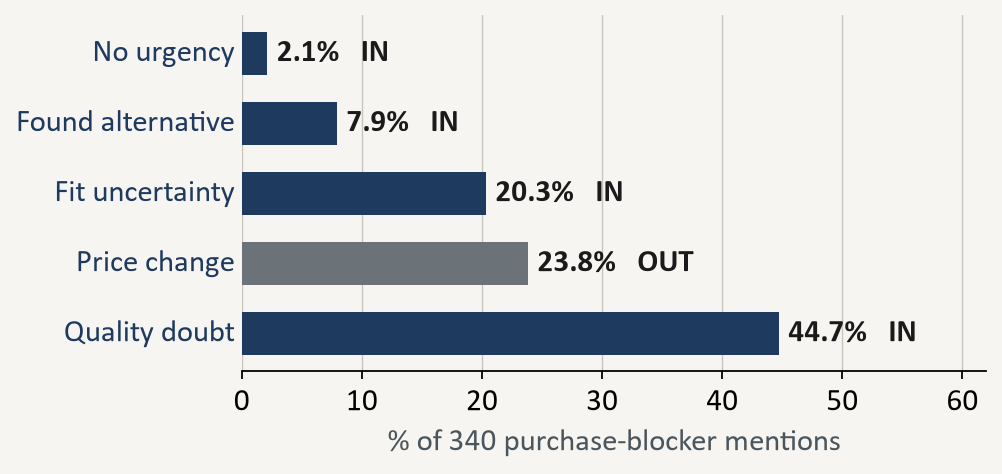 No urgency 2.1% IN
Found alternative 7.9% IN
Fit uncertainty 20.3% IN
Price change 23.8% OUT
Quality doubt 44.7% IN
0 10 20 30 40 50 60
% of 340 purchase-blocker mentions